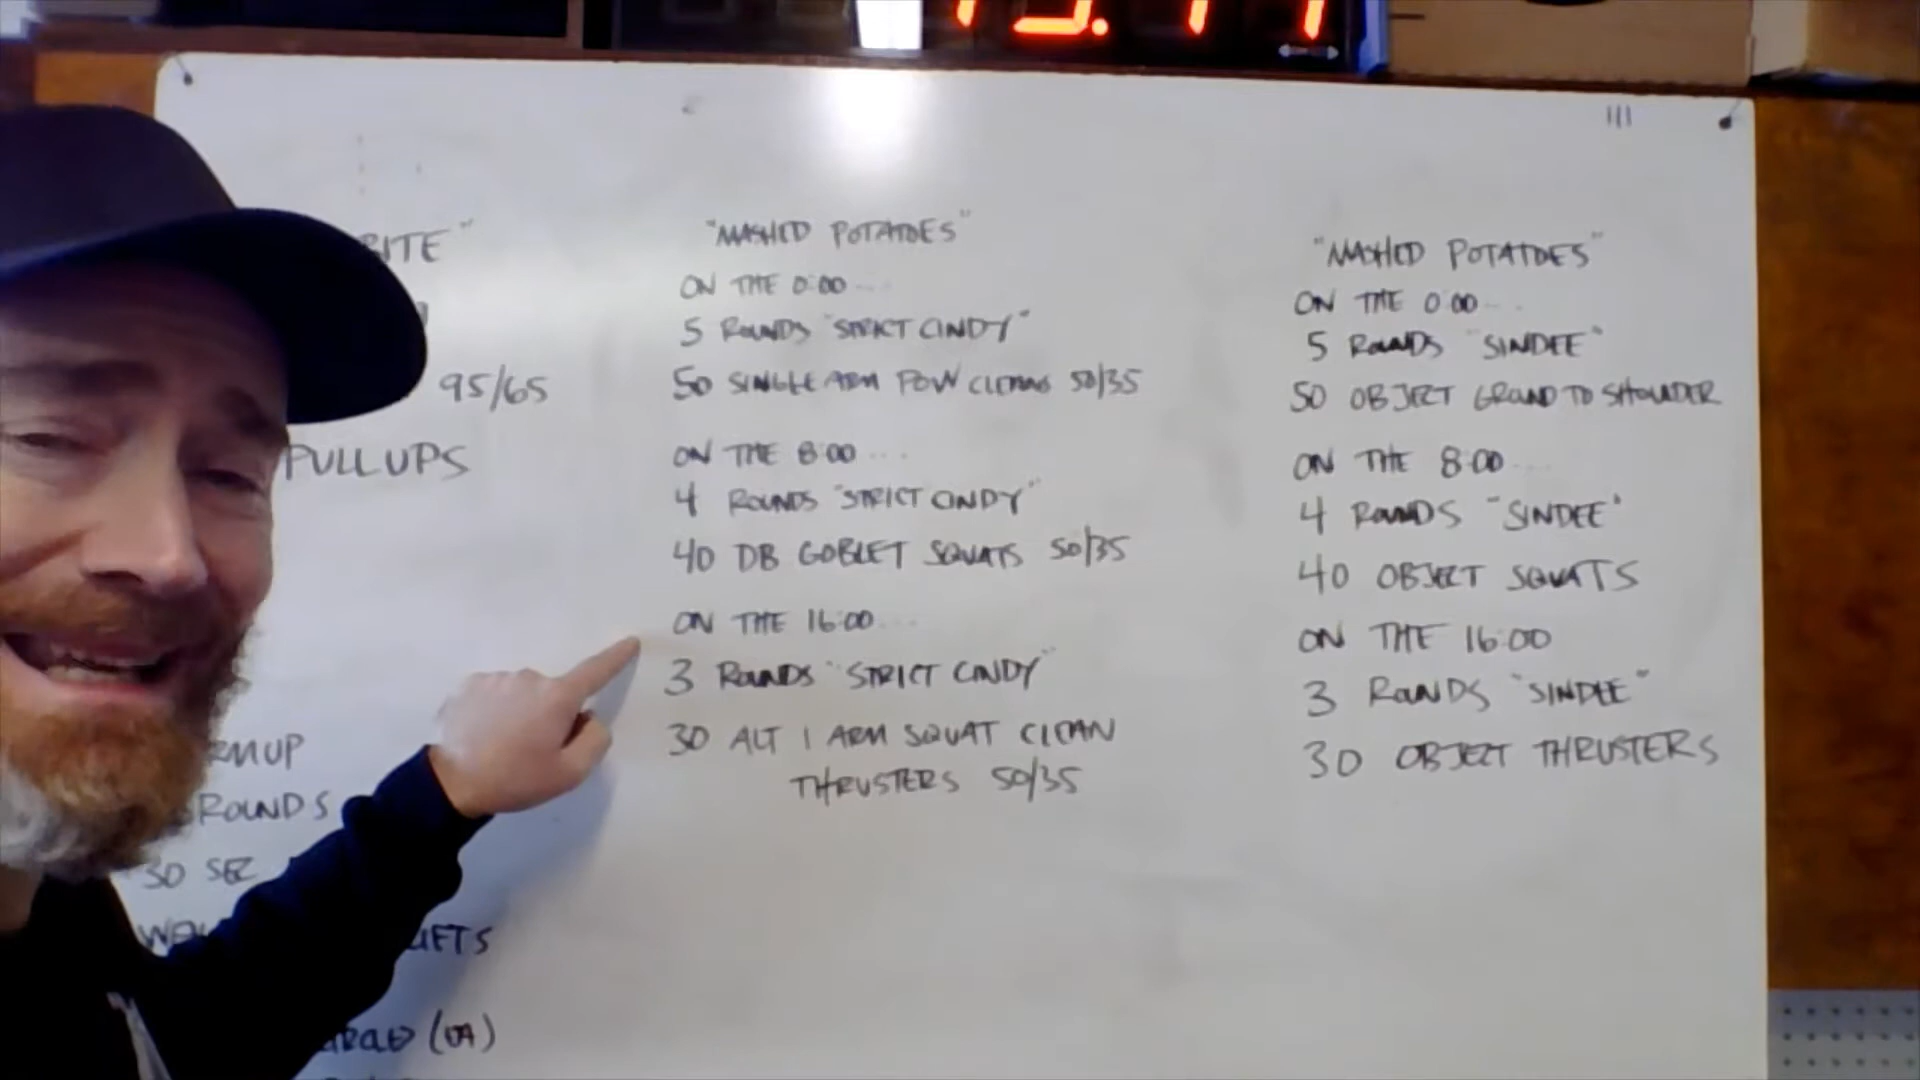 95/65
PULLUPS
ROUNDS
30 SEC
"MASHED POTATOES"
ON THE 0:00...
5 ROUNDS "STRICT CINDY"
50 SINGLE ARM POW CLEANS 50/35
ON THE 8:00...
4 ROUNDS "STRICT CINDY"
40 DB GOBLET SQUATS 50/35
ON THE 16:00...
3 ROUNDS "STRICT CINDY"
30 ALT 1 ARM SQUAT CLEAN
THRUSTERS 50/35
"MASHED POTATOES"
ON THE 0:00...
5 ROUNDS "SINDEE"
50 OBJECT GROUND TO SHOULDER
ON THE 8:00...
4 ROUNDS "SINDEE"
40 OBJECT SQUATS
ON THE 16:00
3 ROUNDS "SINDEE"
30 OBJECT THRUSTERS